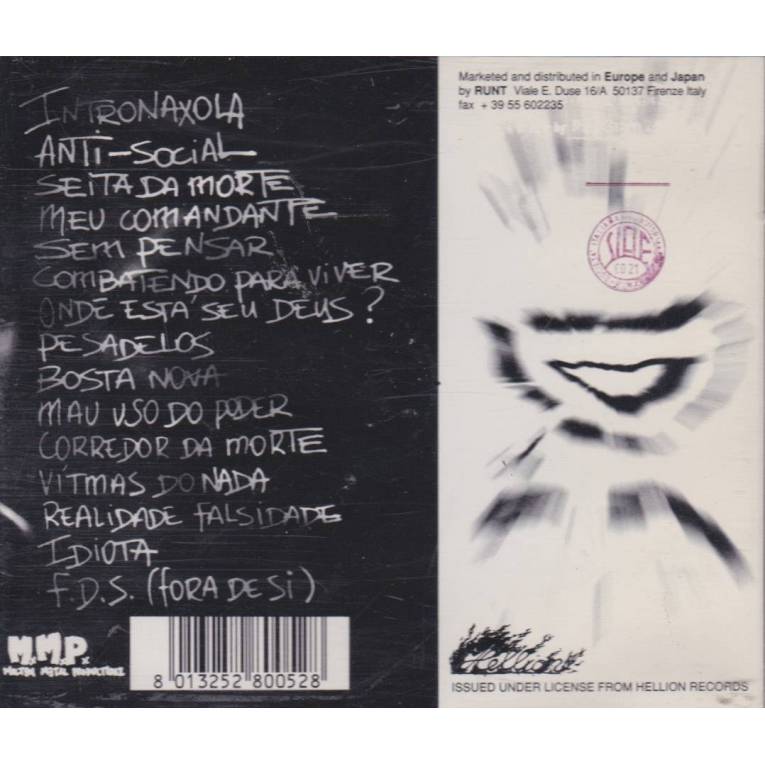 INTRONAXOLA
ANTI-SOCIAL
SEITA DA MORTE
MEU COMANDANTE
SEM PENSAR
COMBATENDO PARA VIVER
ONDE ESTÁ SEU DEUS?
PESADELOS
BOSTA NOVA
MAU USO DO PODER
CORREDOR DA MORTE
VÍTMAS DO NADA
REALIDADE FALSIDADE
IDIOTA
F.D.S. (FORA DE SI)
M.M.P.
8 013252 800528
Marketed and distributed in Europe and Japan
by RUNT Viale E. Duse 16/A 50137 Firenze Italy
fax + 39 55 602235
SIAE
Hellion
ISSUED UNDER LICENSE FROM HELLION RECORDS